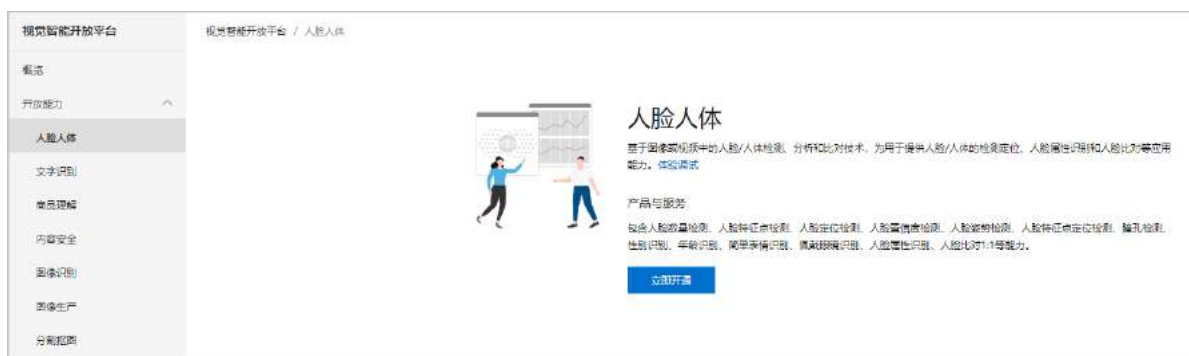 视觉智能开放平台
视觉智能开放平台 / 人脸人体
概览
开放能力
人脸人体
文字识别
商品理解
内容安全
图像识别
图像生产
分割抠图
人脸人体
基于图像或视频中的人脸/人体检测、分析和比对技术，为用于提供人脸/人体的检测定位、人脸属性识别和人脸比对等应用
能力。体验调试
产品与服务
包含人脸数量检测、人脸特征点检测、人脸定位检测、人脸置信度检测、人脸姿势检测、人脸特征点定位检测、瞳孔检测、
性别识别、年龄识别、简单表情识别、佩戴眼镜识别、人脸属性识别、人脸比对1:1等能力。
立即开通